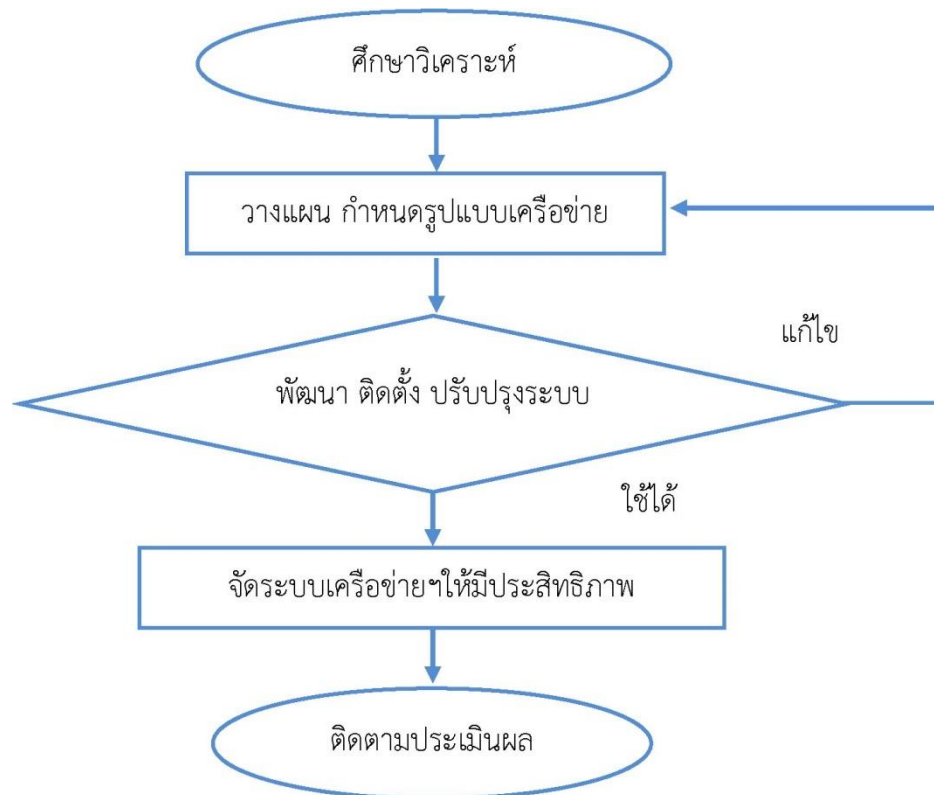 ศึกษาวิเคราะห์
วางแผน กำหนดรูปแบบเครือข่าย
แก้ไข
พัฒนา ติดตั้ง ปรับปรุงระบบ
ใช้ได้
จัดระบบเครือข่ายฯให้มีประสิทธิภาพ
ติดตามประเมินผล